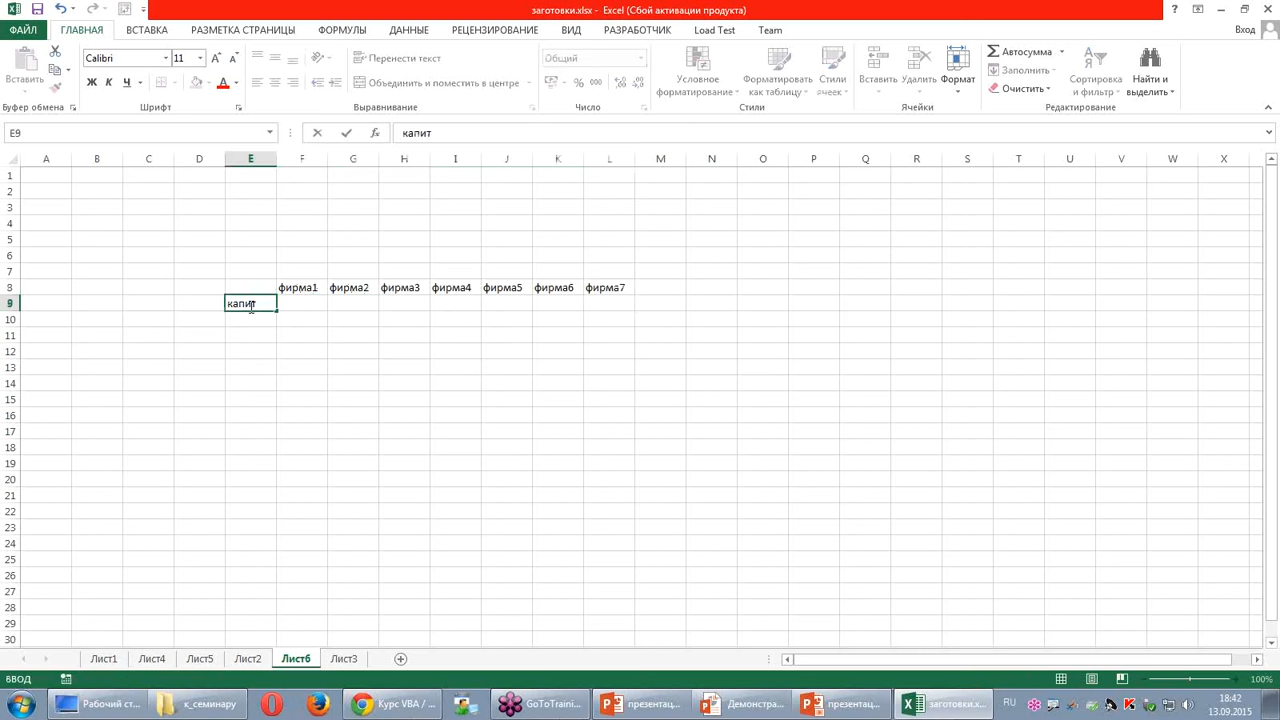 заготовки.xlsx - Excel (Сбой активации продукта)
ФАЙЛ ГЛАВНАЯ ВСТАВКА РАЗМЕТКА СТРАНИЦЫ ФОРМУЛЫ ДАННЫЕ РЕЦЕНЗИРОВАНИЕ ВИД РАЗРАБОТЧИК Load Test Team Вход
Вставить
Calibri 11
Ж К Ч
Перенести текст
Объединить и поместить в центре
Общий
% 000
Условное форматирование
Форматировать как таблицу
Стили ячеек
Вставить Удалить Формат
Автосумма
Заполнить
Очистить
Сортировка и фильтр
Найти и выделить
Буфер обмена Шрифт Выравнивание Число Стили Ячейки Редактирование
E9 fx капит
A B C D E F G H I J K L M N O P Q R S T U V W X
1
2
3
4
5
6
7
8 фирма1 фирма2 фирма3 фирма4 фирма5 фирма6 фирма7
9 капит
10
11
12
13
14
15
16
17
18
19
20
21
22
23
24
25
26
27
28
29
30
Лист1 Лист4 Лист5 Лист2 Лист6 Лист3
ВВОД 100%
Рабочий ст... к_семинару Курс VBA / ... GoToTraini... презентац... Демонстра... презентац... заготовки.x... RU 18:42
13.09.2015